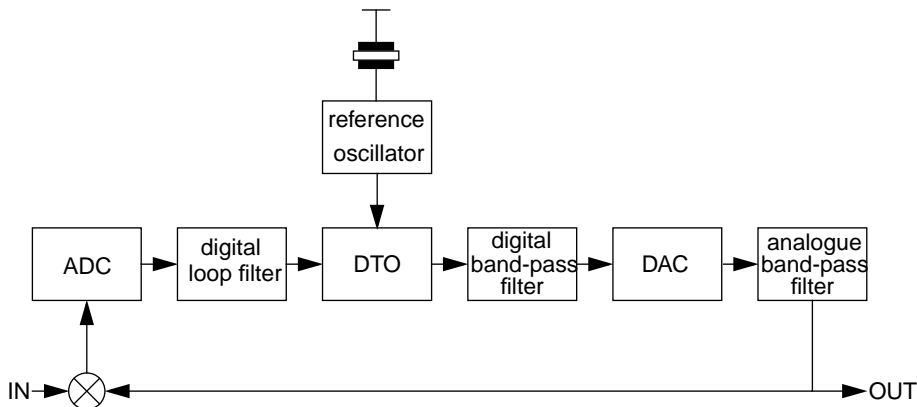 reference
oscillator
ADC
digital
loop filter
DTO
digital
band-pass
filter
DAC
analogue
band-pass
filter
IN
OUT